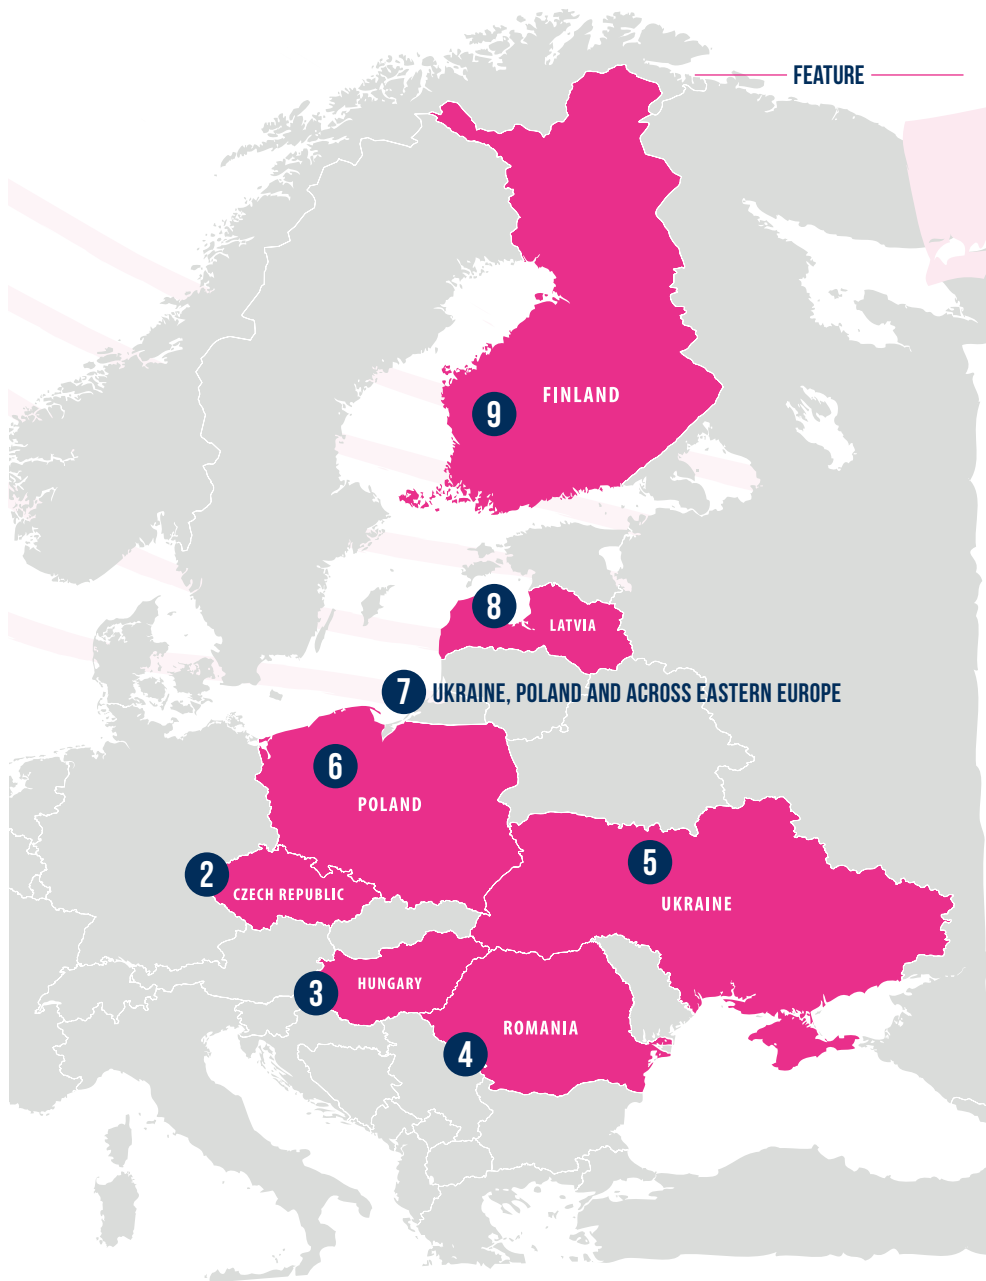 FEATURE
FINLAND
9
8
LATVIA
7 UKRAINE, POLAND AND ACROSS EASTERN EUROPE
6
POLAND
5
2
CZECH REPUBLIC
UKRAINE
HUNGARY
3
ROMANIA
4